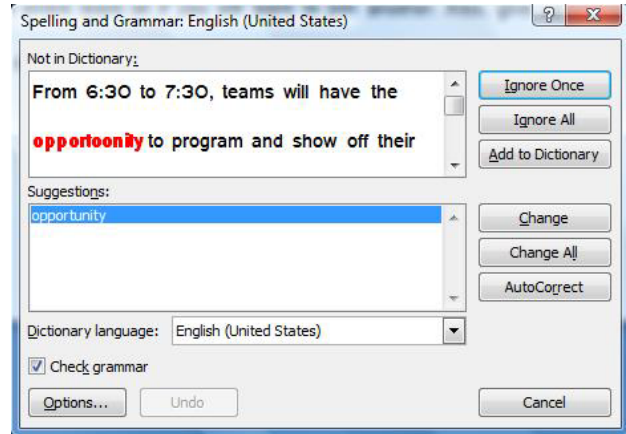 Spelling and Grammar: English (United States)
Not in Dictionary:
From 6:30 to 7:30, teams will have the
opportoonity to program and show off their
Ignore Once
Ignore All
Add to Dictionary
Suggestions:
opportunity
Change
Change All
AutoCorrect
Dictionary language: English (United States)
Check grammar
Options... Undo Cancel